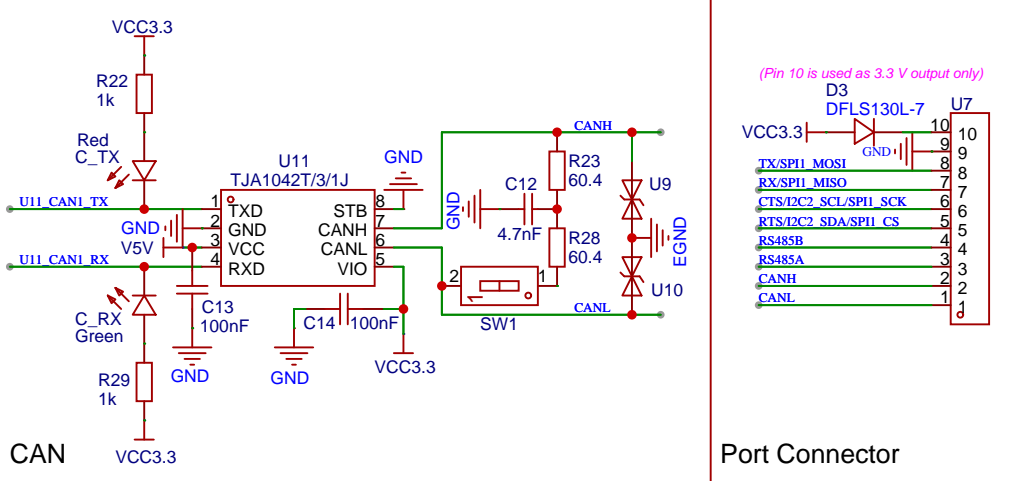 VCC3.3
R22
1k
Red
C_TX
U11_CAN1_TX
GND
V5V
U11_CAN1_RX
C_RX
Green
R29
1k
VCC3.3
C13
100nF
GND
U11
TJA1042T/3/1J
1 TXD
2 GND
3 VCC
4 RXD
STB 8
CANH 7
CANL 6
VIO 5
GND
C14
100nF
GND
VCC3.3
GND
C12
4.7nF
CANH
R23
60.4
R28
60.4
2
1
1
SW1
CANL
U9
U10
EGND
CAN
(Pin 10 is used as 3.3 V output only)
D3
DFLS130L-7
U7
VCC3.3
10 10
GND
9 9
TX/SPI1_MOSI 8 8
RX/SPI1_MISO 7 7
CTS/I2C2_SCL/SPI1_SCK 6 6
RTS/I2C2_SDA/SPI1_CS 5 5
RS485B 4 4
RS485A 3 3
CANH 2 2
CANL 1 1
Port Connector